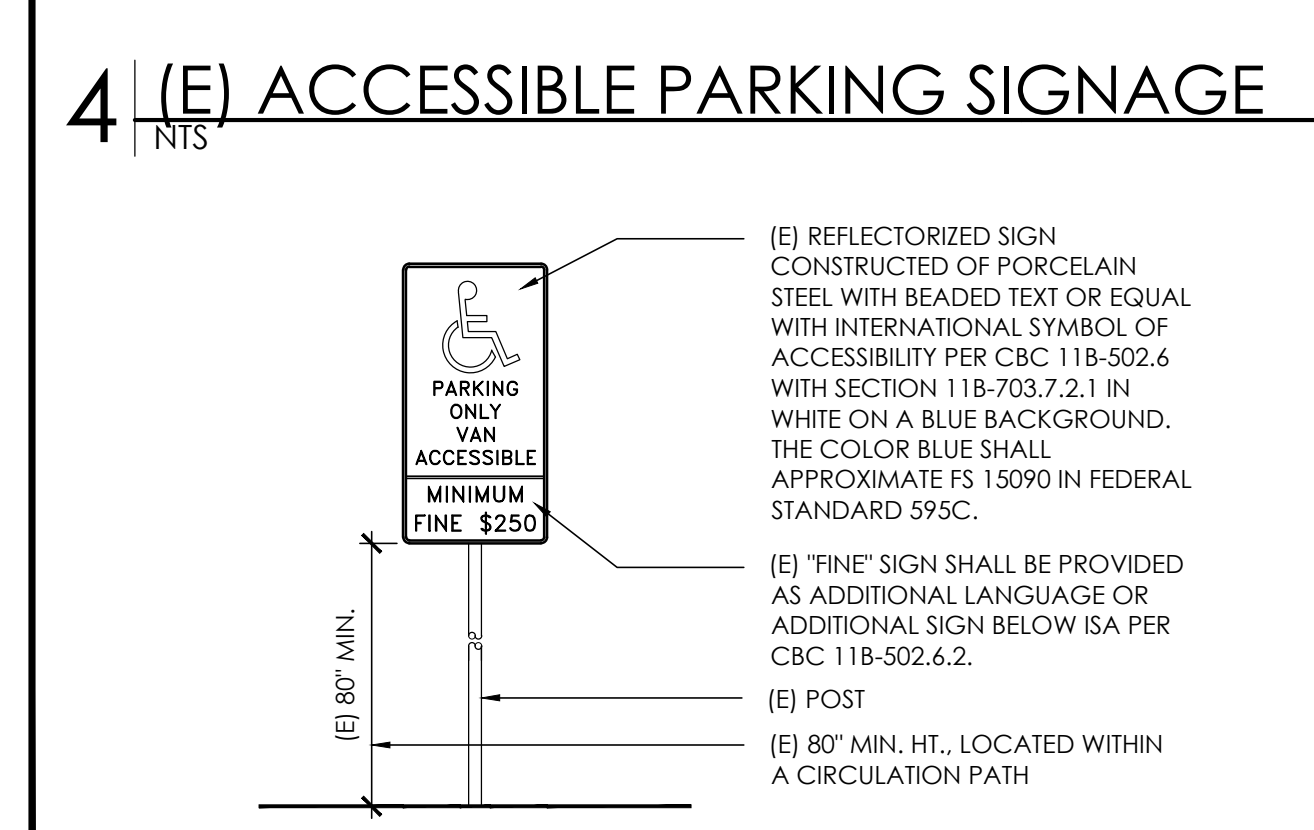 4 (E) ACCESSIBLE PARKING SIGNAGE
NTS
PARKING
ONLY
VAN
ACCESSIBLE
MINIMUM
FINE $250
(E) 80" MIN.
(E) REFLECTORIZED SIGN
CONSTRUCTED OF PORCELAIN
STEEL WITH BEADED TEXT OR EQUAL
WITH INTERNATIONAL SYMBOL OF
ACCESSIBILITY PER CBC 11B-502.6
WITH SECTION 11B-703.7.2.1 IN
WHITE ON A BLUE BACKGROUND.
THE COLOR BLUE SHALL
APPROXIMATE FS 15090 IN FEDERAL
STANDARD 595C.
(E) "FINE" SIGN SHALL BE PROVIDED
AS ADDITIONAL LANGUAGE OR
ADDITIONAL SIGN BELOW ISA PER
CBC 11B-502.6.2.
(E) POST
(E) 80" MIN. HT., LOCATED WITHIN
A CIRCULATION PATH